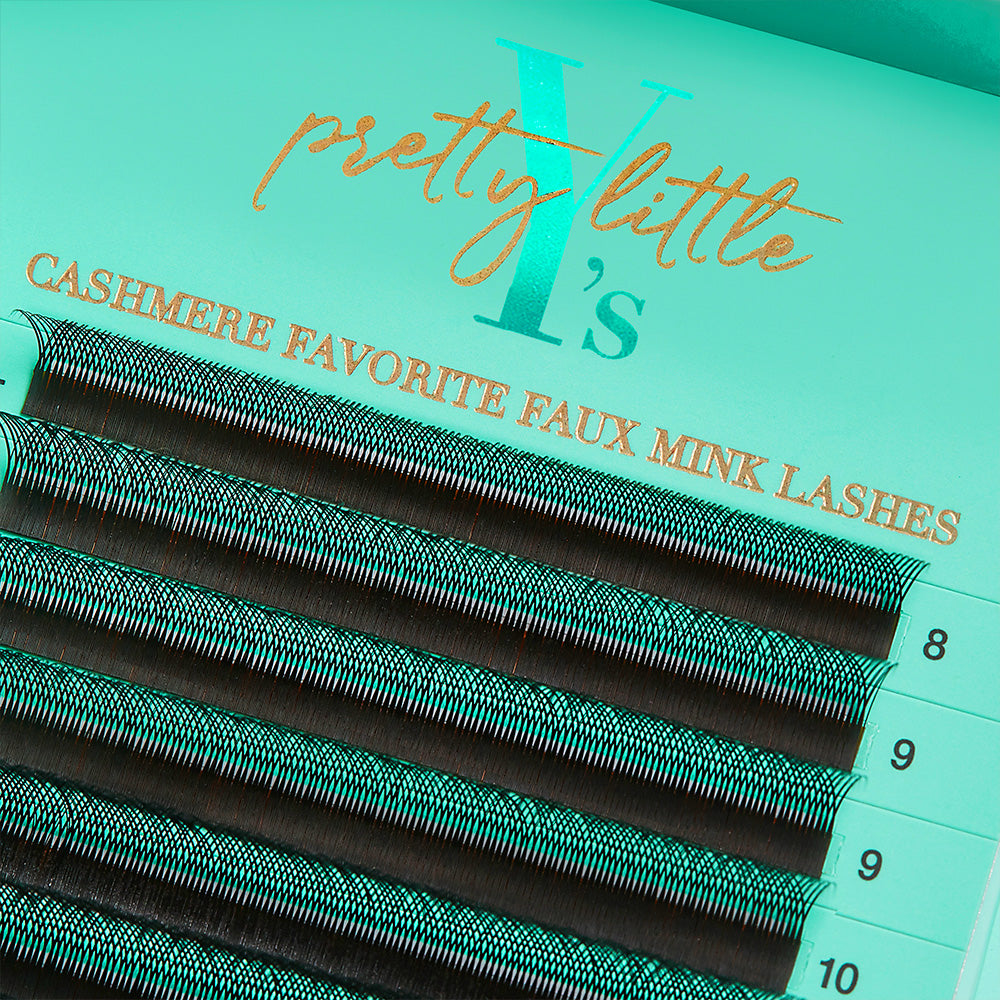 pretty little
Y's
CASHMERE FAVORITE FAUX MINK LASHES
8
9
9
10